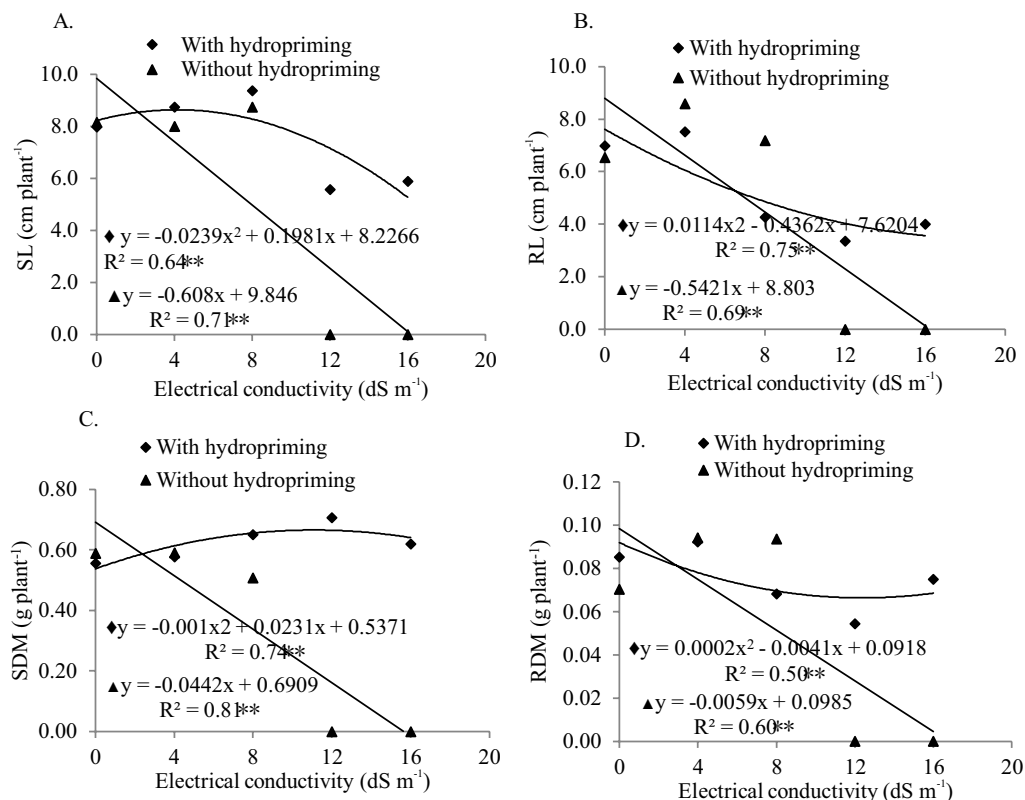 A.
With hydropriming
Without hydropriming
10.0
8.0
6.0
4.0
2.0
0.0
SL (cm plant⁻¹)
y = -0.0239x² + 0.1981x + 8.2266
R² = 0.64**
y = -0.608x + 9.846
R² = 0.71**
0 4 8 12 16 20
Electrical conductivity (dS m⁻¹)
B.
With hydropriming
Without hydropriming
10.0
8.0
6.0
4.0
2.0
0.0
RL (cm plant⁻¹)
y = 0.0114x2 - 0.4362x + 7.6204
R² = 0.75**
y = -0.5421x + 8.803
R² = 0.69**
0 4 8 12 16 20
Electrical conductivity (dS m⁻¹)
C.
With hydropriming
Without hydropriming
0.80
0.60
0.40
0.20
0.00
SDM (g plant⁻¹)
y = -0.001x2 + 0.0231x + 0.5371
R² = 0.74**
y = -0.0442x + 0.6909
R² = 0.81**
0 4 8 12 16 20
Electrical conductivity (dS m⁻¹)
D.
With hydropriming
Without hydropriming
0.12
0.10
0.08
0.06
0.04
0.02
0.00
RDM (g plant⁻¹)
y = 0.0002x² - 0.0041x + 0.0918
R² = 0.50**
y = -0.0059x + 0.0985
R² = 0.60**
0 4 8 12 16 20
Electrical conductivity (dS m⁻¹)